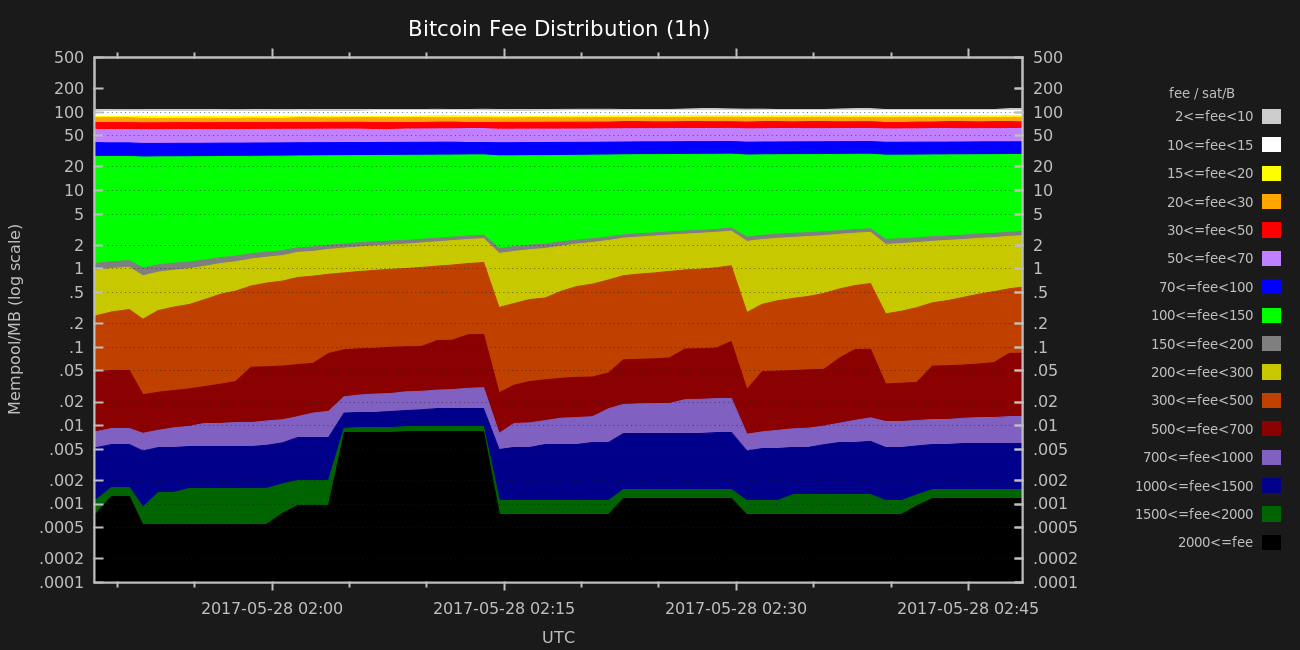 Bitcoin Fee Distribution (1h)
500
200
100
50
20
10
5
2
1
.5
.2
.1
.05
.02
.01
.005
.002
.001
.0005
.0002
.0001
Mempool/MB (log scale)
500
200
100
50
20
10
5
2
1
.5
.2
.1
.05
.02
.01
.005
.002
.001
.0005
.0002
.0001
2017-05-28 02:00 2017-05-28 02:15 2017-05-28 02:30 2017-05-28 02:45
UTC
fee / sat/B
2<=fee<10
10<=fee<15
15<=fee<20
20<=fee<30
30<=fee<50
50<=fee<70
70<=fee<100
100<=fee<150
150<=fee<200
200<=fee<300
300<=fee<500
500<=fee<700
700<=fee<1000
1000<=fee<1500
1500<=fee<2000
2000<=fee